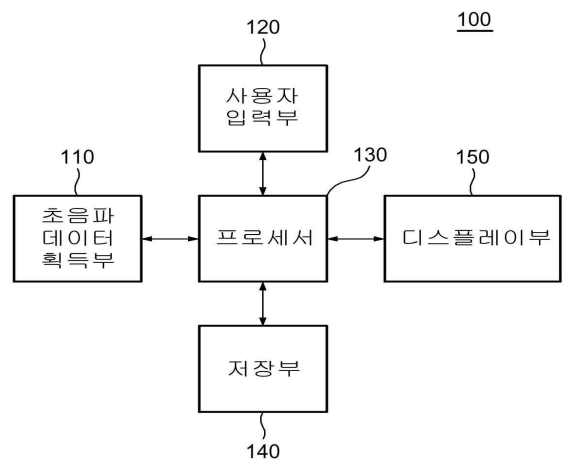 100
120
사용자
입력부
110
초음파
데이터
획득부
130
프로세서
150
디스플레이부
저장부
140